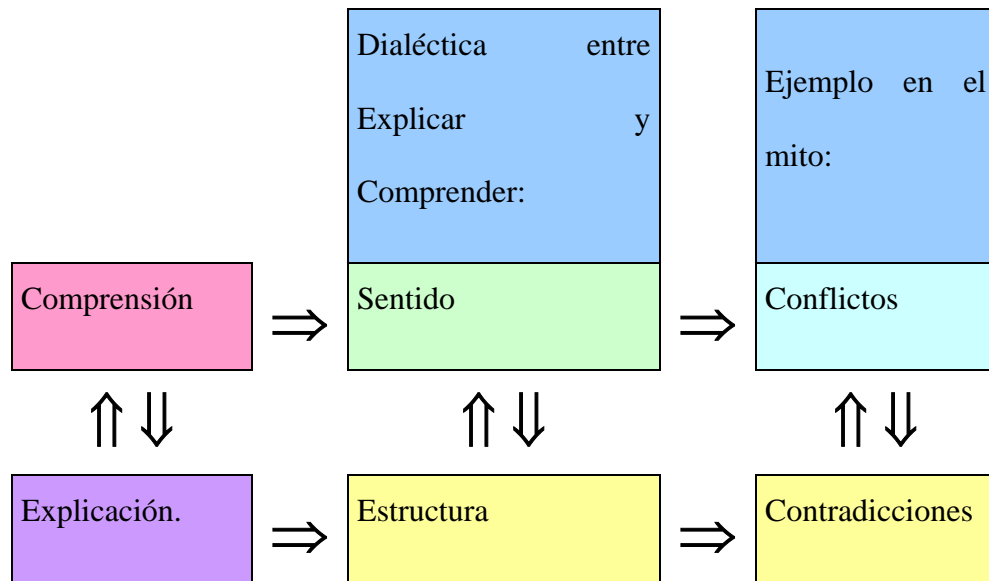 Dialéctica entre
Explicar y
Comprender:
Ejemplo en el
mito:
Comprensión
⇒
Sentido
⇒
Conflictos
⇑ ⇓
⇑ ⇓
⇑ ⇓
Explicación.
⇒
Estructura
⇒
Contradicciones